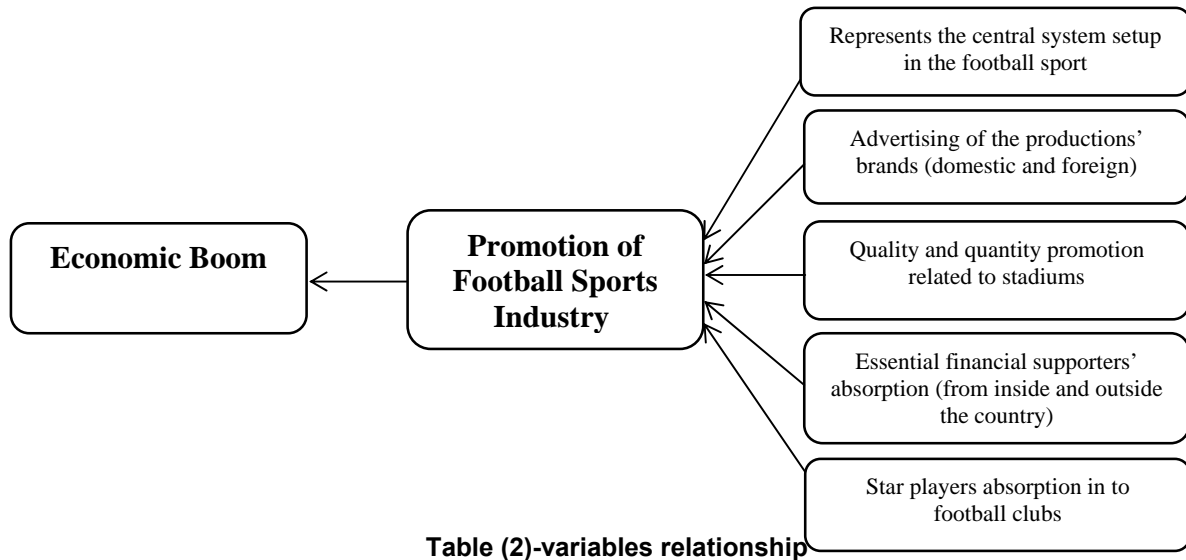 Represents the central system setup
in the football sport
Advertising of the productions’
brands (domestic and foreign)
Economic Boom
Promotion of
Football Sports
Industry
Quality and quantity promotion
related to stadiums
Essential financial supporters’
absorption (from inside and outside
the country)
Star players absorption in to
football clubs
Table (2)-variables relationship